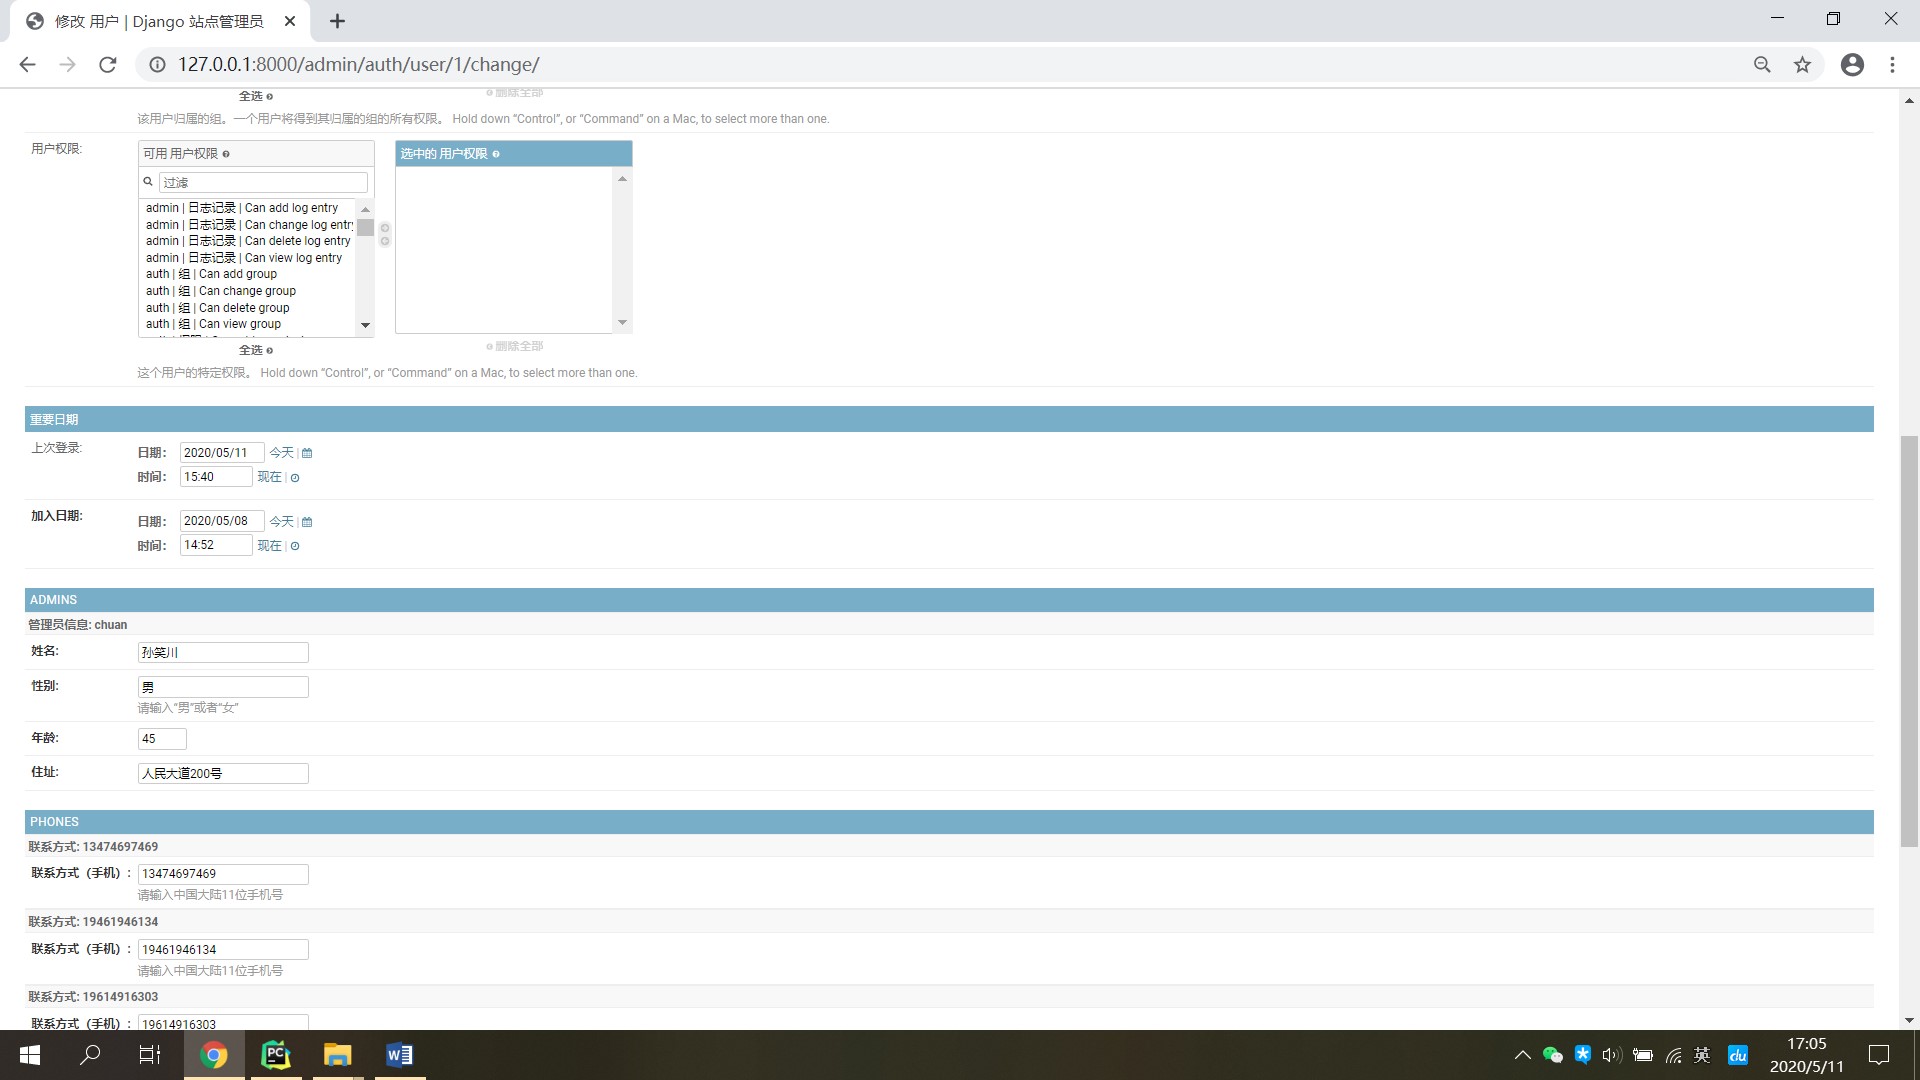 修改 用户 | Django 站点管理员
127.0.0.1:8000/admin/auth/user/1/change/
全选
删除全部
该用户归属的组。一个用户将得到其归属的组的所有权限。 Hold down “Control”, or “Command” on a Mac, to select more than one.
用户权限:
可用 用户权限
选中的 用户权限
过滤
admin | 日志记录 | Can add log entry
admin | 日志记录 | Can change log entry
admin | 日志记录 | Can delete log entry
admin | 日志记录 | Can view log entry
auth | 组 | Can add group
auth | 组 | Can change group
auth | 组 | Can delete group
auth | 组 | Can view group
全选
删除全部
这个用户的特定权限。 Hold down “Control”, or “Command” on a Mac, to select more than one.
重要日期
上次登录:
日期: 2020/05/11 今天 |
时间: 15:40 现在 |
加入日期:
日期: 2020/05/08 今天 |
时间: 14:52 现在 |
ADMINS
管理员信息: chuan
姓名: 孙笑川
性别: 男
请输入“男”或者“女”
年龄: 45
住址: 人民大道200号
PHONES
联系方式: 13474697469
联系方式（手机）: 13474697469
请输入中国大陆11位手机号
联系方式: 19461946134
联系方式（手机）: 19461946134
请输入中国大陆11位手机号
联系方式: 19614916303
联系方式（手机）: 19614916303
PC
W
英
du
17:05
2020/5/11